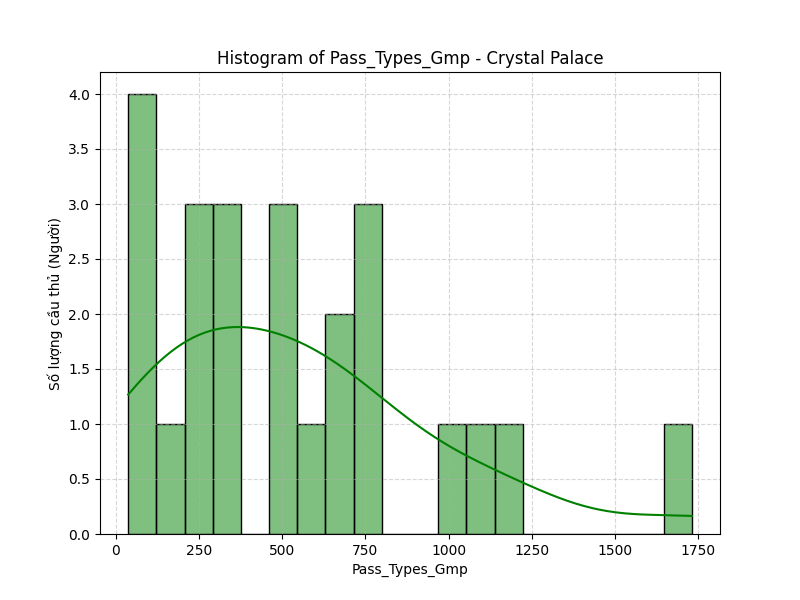 Histogram of Pass_Types_Gmp - Crystal Palace
4.0
3.5
3.0
2.5
2.0
1.5
1.0
0.5
0.0
Số lượng cầu thủ (Người)
0 250 500 750 1000 1250 1500 1750
Pass_Types_Gmp